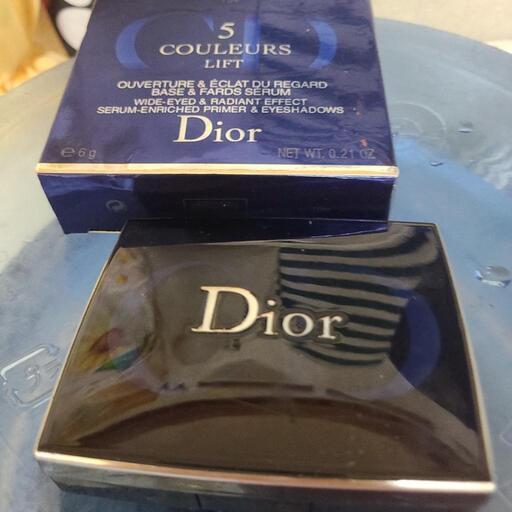 5
COULEURS
LIFT
OUVERTURE & ÉCLAT DU REGARD
BASE & FARDS SÉRUM
WIDE-EYED & RADIANT EFFECT
SERUM-ENRICHED PRIMER & EYESHADOWS
Dior
℮ 6 g NET WT. 0.21 OZ
Dior